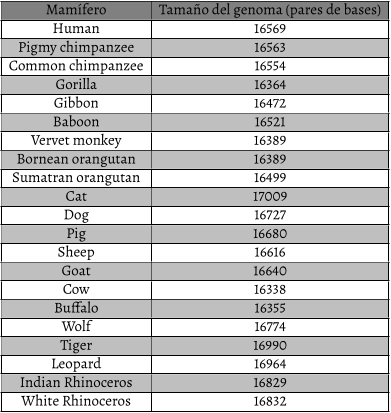 Mamífero Tamaño del genoma (pares de bases)
Human 16569
Pigmy chimpanzee 16563
Common chimpanzee 16554
Gorilla 16364
Gibbon 16472
Baboon 16521
Vervet monkey 16389
Bornean orangutan 16389
Sumatran orangutan 16499
Cat 17009
Dog 16727
Pig 16680
Sheep 16616
Goat 16640
Cow 16338
Buffalo 16355
Wolf 16774
Tiger 16990
Leopard 16964
Indian Rhinoceros 16829
White Rhinoceros 16832